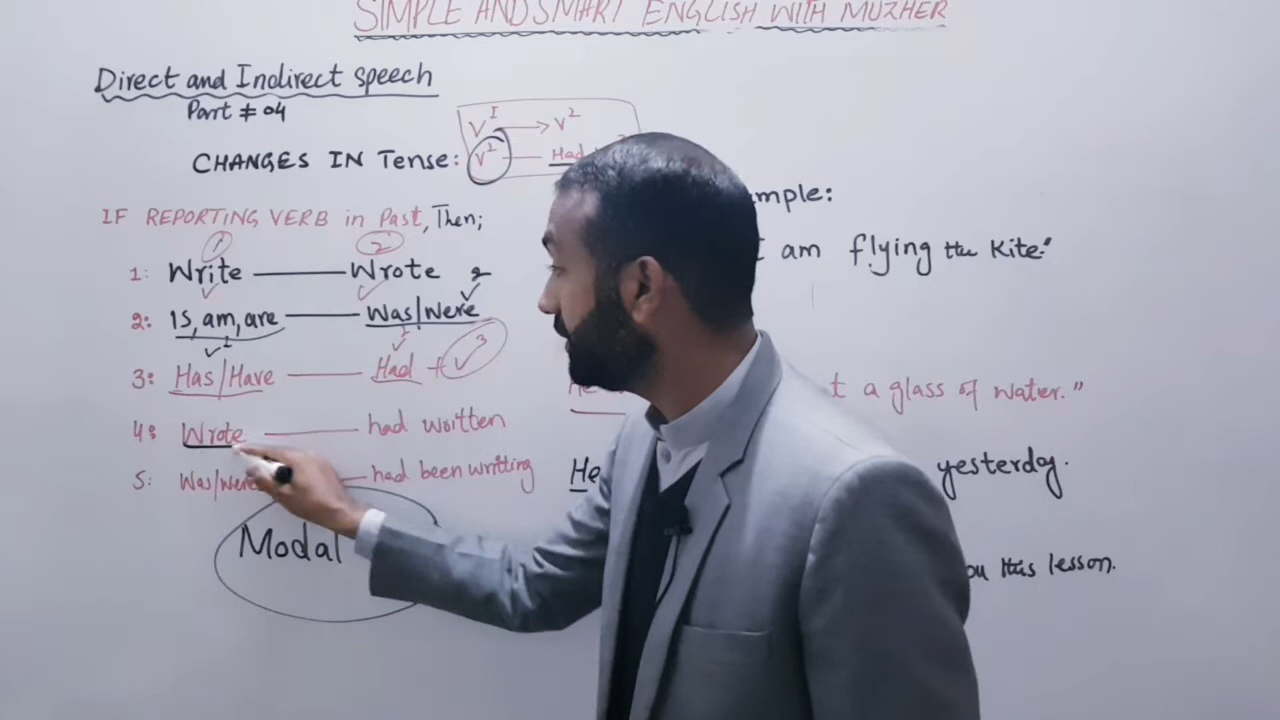 SIMPLE AND SMART ENGLISH WITH MUZHER
Direct and Indirect speech
Part # 04
V1 → V2
CHANGES IN Tense:
V2 — Had
IF REPORTING VERB in Past, Then;
1 2
1: Write — Wrote
2: Is, am, are — Was/Were
3: Has/Have — Had + ✓3
4: Wrote — had written
5: Was/Were — had been writting
Modal
mple:
I am flying the Kite."
He
t a glass of water."
He
yesterday.
ou this lesson.